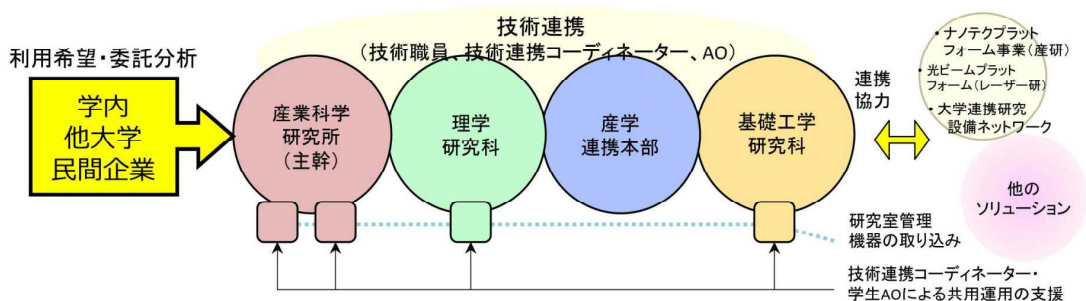 技術連携
（技術職員、技術連携コーディネーター、AO）
利用希望・委託分析
学内
他大学
民間企業
産業科学
研究所
（主幹）
理学
研究科
産学
連携本部
基礎工学
研究科
連携
協力
・ナノテクプラット
フォーム事業（産研）
・光ビームプラット
フォーム（レーザー研）
・大学連携研究
設備ネットワーク
他の
ソリューション
研究室管理
機器の取り込み
技術連携コーディネーター・
学生AOによる共用運用の支援